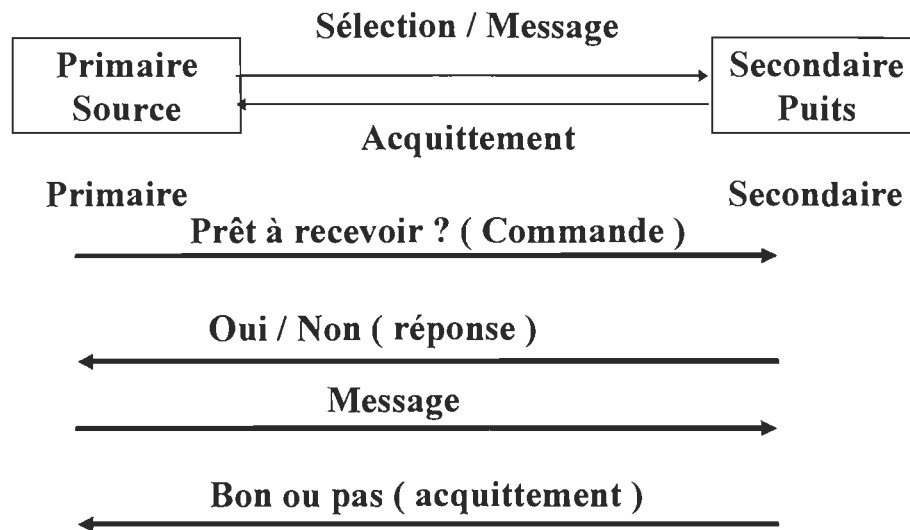 Sélection / Message
Primaire
Source
Secondaire
Puits
Acquittement
Primaire
Secondaire
Prêt à recevoir ? ( Commande )
Oui / Non ( réponse )
Message
Bon ou pas ( acquittement )